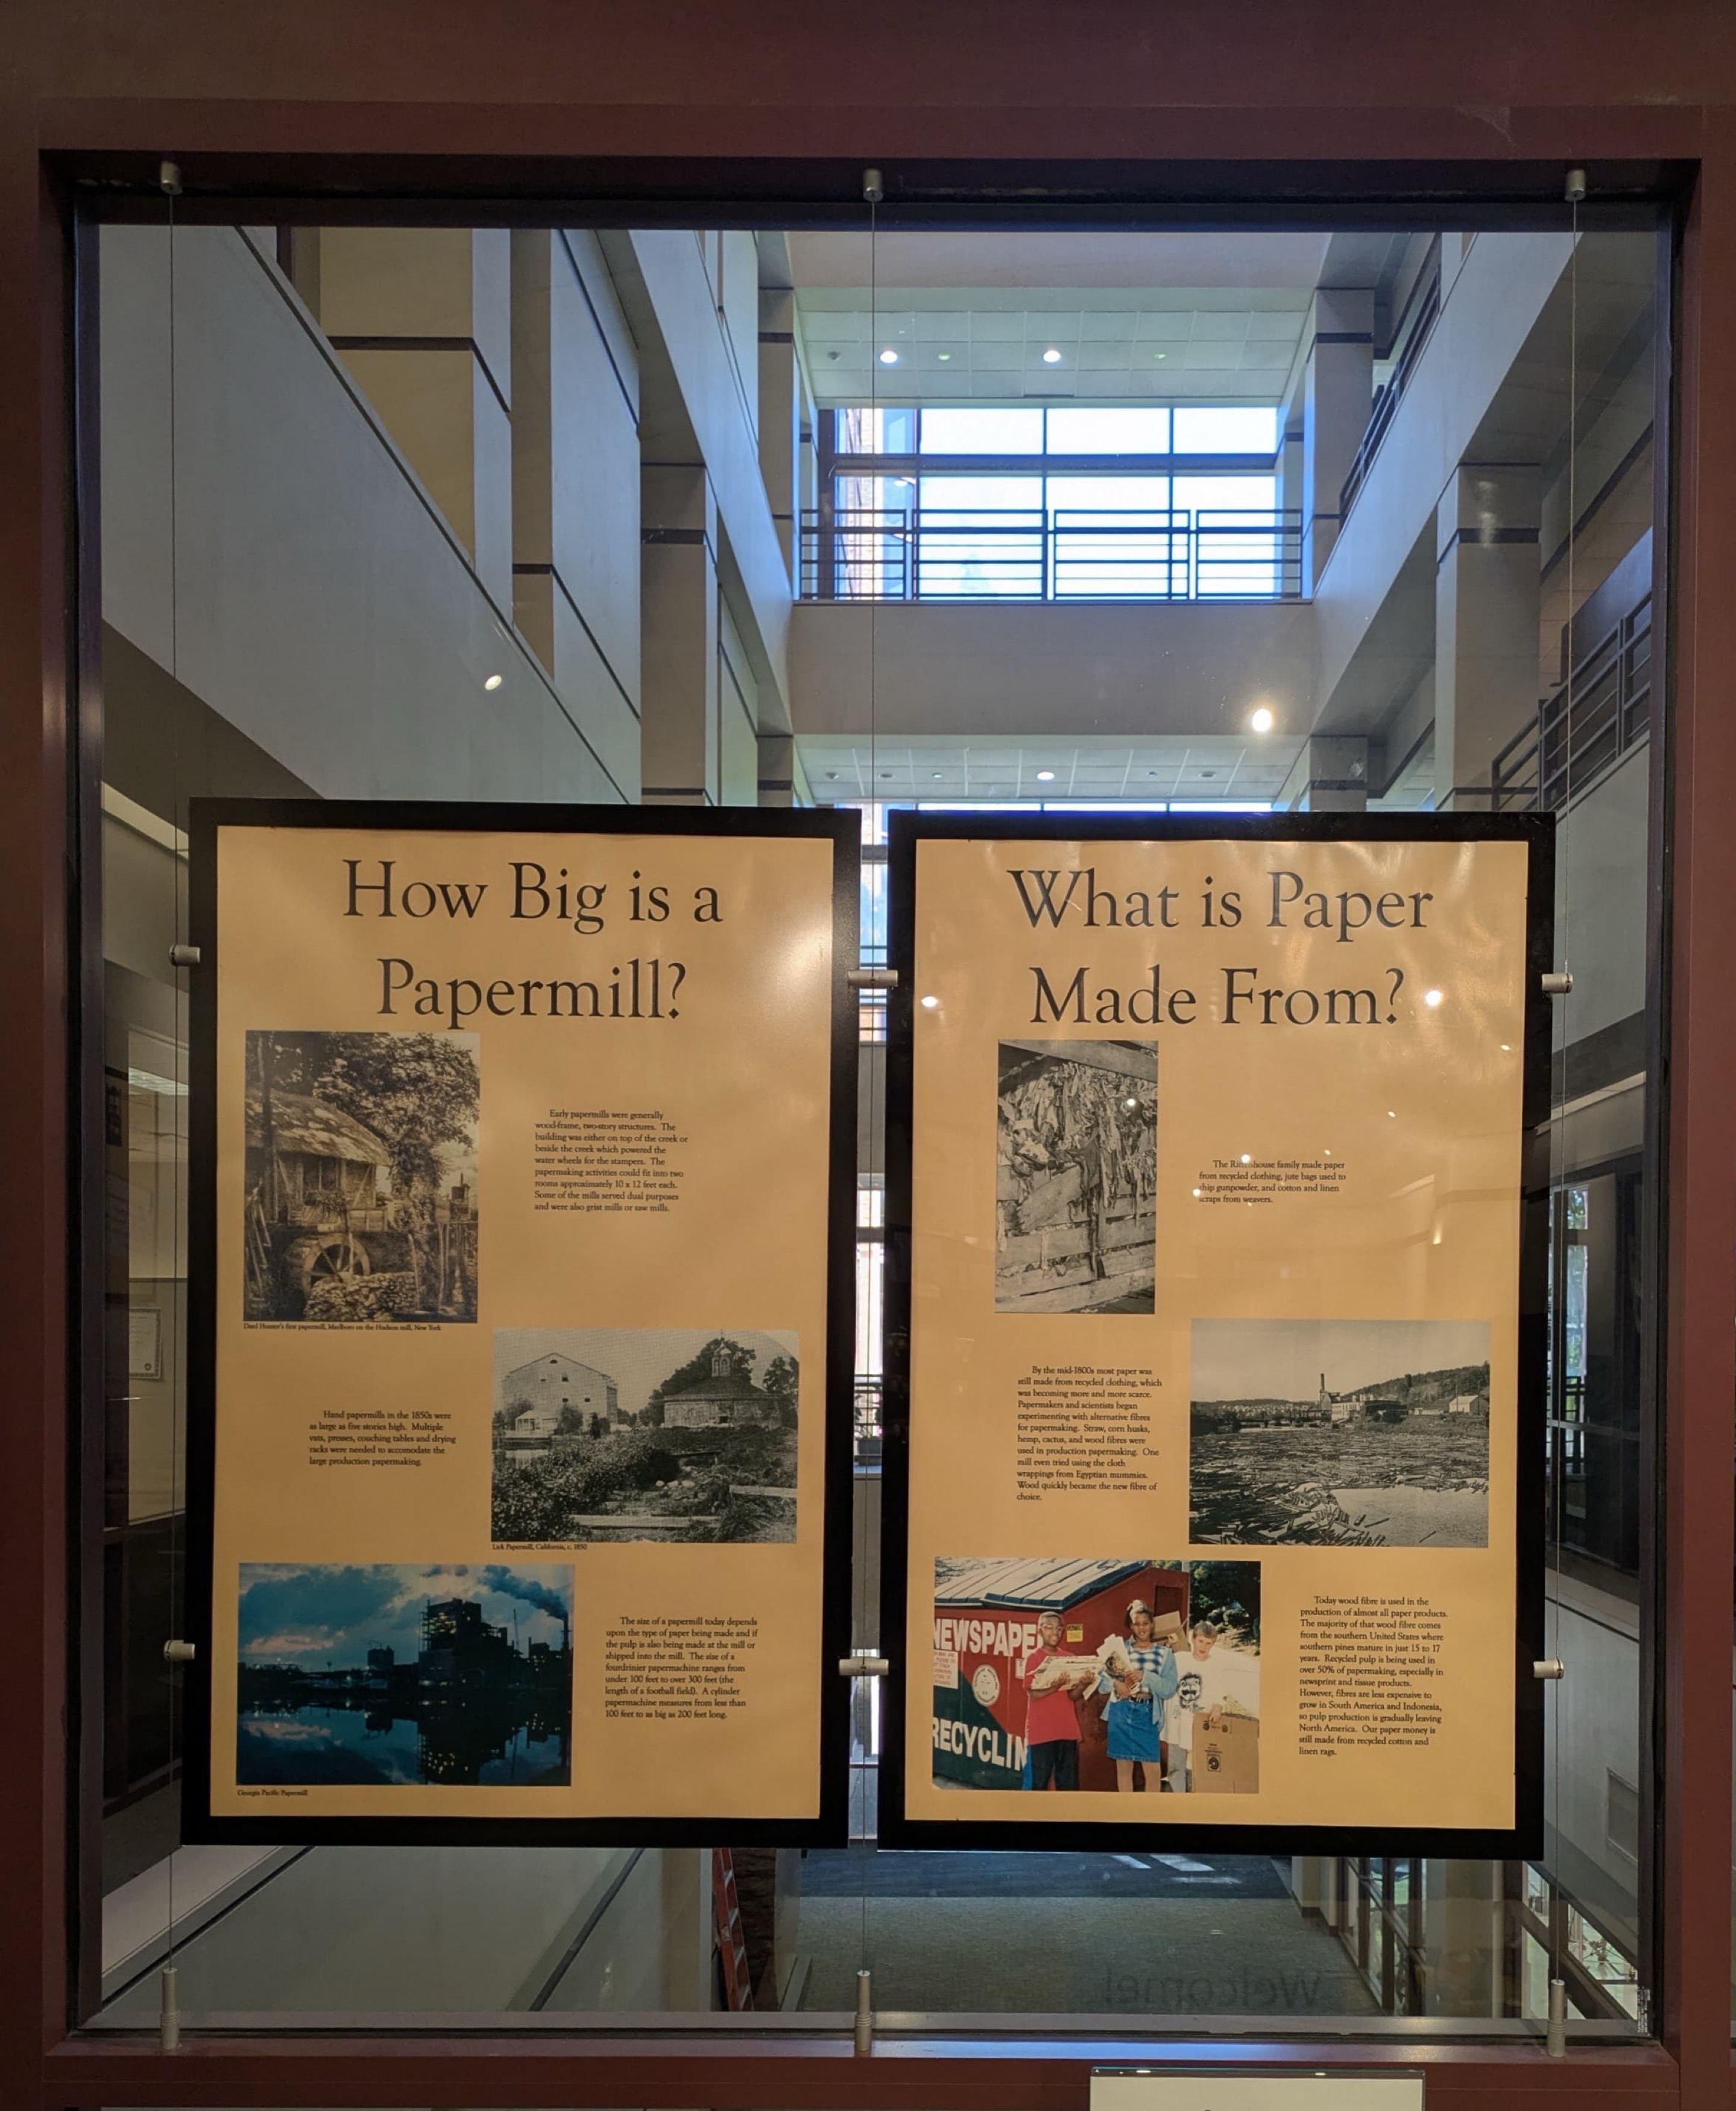 How Big is a
Papermill?
Early papermills were generally
wood-frame, two-story structures. The
building was either on top of the creek or
beside the creek which powered the
water wheels for the stampers. The
papermaking activities could fit into two
rooms approximately 10 x 12 feet each.
Some of the mills served dual purposes
and were also grist mills or saw mills.
Dard Hunter's first papermill, Marlboro on the Hudson mill, New York
Hand papermills in the 1850s were
as large as five stories high. Multiple
vats, presses, couching tables and drying
racks were needed to accomodate the
large production papermaking.
Lick Papermill, California, c. 1850
The size of a papermill today depends
upon the type of paper being made and if
the pulp is also being made at the mill or
shipped into the mill. The size of a
fourdrinier papermachine ranges from
under 100 feet to over 300 feet (the
length of a football field). A cylinder
papermachine measures from less than
100 feet to as big as 200 feet long.
Georgia Pacific Papermill
What is Paper
Made From?
The Rittenhouse family made paper
from recycled clothing, jute bags used to
ship gunpowder, and cotton and linen
scraps from weavers.
By the mid-1800s most paper was
still made from recycled clothing, which
was becoming more and more scarce.
Papermakers and scientists began
experimenting with alternative fibres
for papermaking. Straw, corn husks,
hemp, cactus, and wood fibres were
used in production papermaking. One
mill even tried using the cloth
wrappings from Egyptian mummies.
Wood quickly became the new fibre of
choice.
NEWSPAPE
RECYCLIN
Today wood fibre is used in the
production of almost all paper products.
The majority of that wood fibre comes
from the southern United States where
southern pines mature in just 15 to 17
years. Recycled pulp is being used in
over 50% of papermaking, especially in
newsprint and tissue products.
However, fibres are less expensive to
grow in South America and Indonesia,
so pulp production is gradually leaving
North America. Our paper money is
still made from recycled cotton and
linen rags.
Welcome!